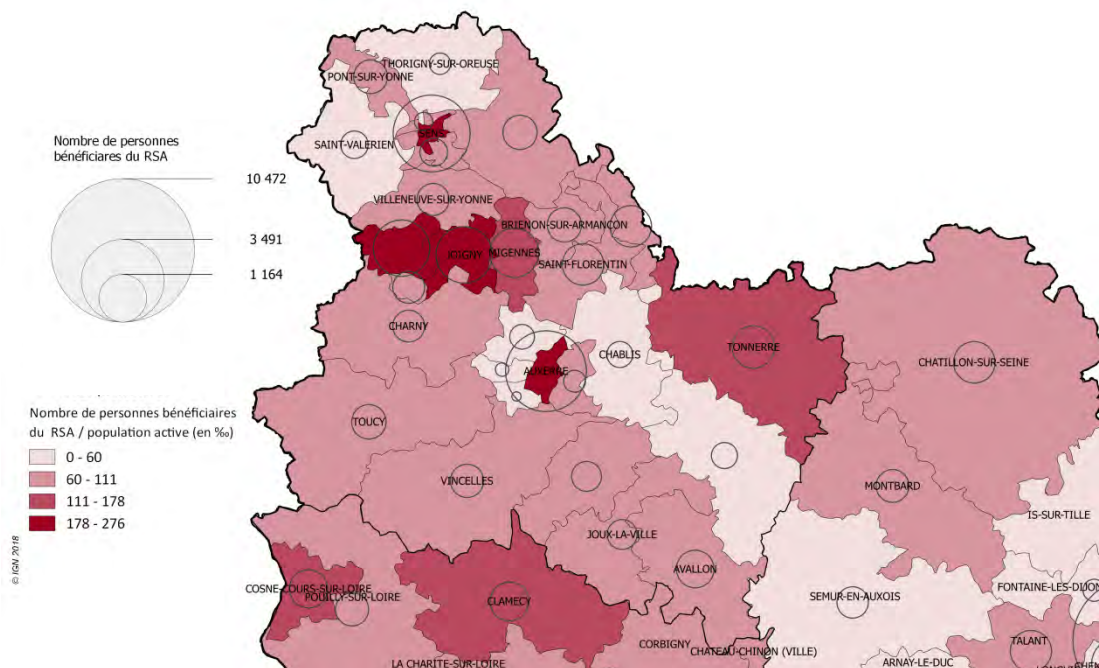 Nombre de personnes
bénéficiares du RSA
10 472
3 491
1 164
Nombre de personnes bénéficiaires
du RSA / population active (en ‰)
0 - 60
60 - 111
111 - 178
178 - 276
© IGN 2018
THORIGNY-SUR-OREUSE
PONT-SUR-YONNE
SENS
SAINT-VALERIEN
VILLENEUVE-SUR-YONNE
BRIENON-SUR-ARMANÇON
JOIGNY
MIGENNES
SAINT-FLORENTIN
CHARNY
CHABLIS
TONNERRE
CHATILLON-SUR-SEINE
AUXERRE
TOUCY
VINCELLES
MONTBARD
IS-SUR-TILLE
JOUX-LA-VILLE
AVALLON
COSNE-COURS-SUR-LOIRE
POUILLY-SUR-LOIRE
CLAMECY
SEMUR-EN-AUXOIS
FONTAINE-LES-DIJON
CORBIGNY
CHATEAU-CHINON (VILLE)
TALANT
LA CHARITE-SUR-LOIRE
ARNAY-LE-DUC